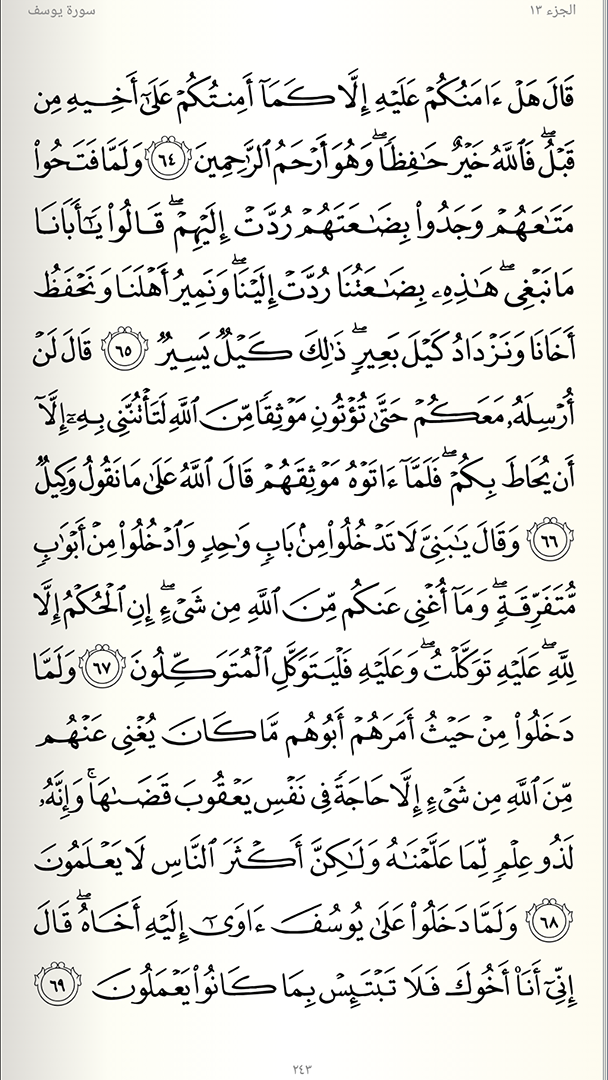 الجزء ١٣
سورة يوسف
قَالَ هَلْ ءَامَنُكُمْ عَلَيْهِ إِلَّا كَمَآ أَمِنتُكُمْ عَلَىٰٓ أَخِيهِ مِن
قَبْلُ ۖ فَٱللَّهُ خَيْرٌ حَٰفِظًا ۖ وَهُوَ أَرْحَمُ ٱلرَّٰحِمِينَ ٦٤ وَلَمَّا فَتَحُوا۟
مَتَٰعَهُمْ وَجَدُوا۟ بِضَٰعَتَهُمْ رُدَّتْ إِلَيْهِمْ ۖ قَالُوا۟ يَٰٓأَبَانَا
مَا نَبْغِى ۖ هَٰذِهِۦ بِضَٰعَتُنَا رُدَّتْ إِلَيْنَا ۖ وَنَمِيرُ أَهْلَنَا وَنَحْفَظُ
أَخَانَا وَنَزْدَادُ كَيْلَ بَعِيرٍ ۖ ذَٰلِكَ كَيْلٌ يَسِيرٌ ٦٥ قَالَ لَنْ
أُرْسِلَهُۥ مَعَكُمْ حَتَّىٰ تُؤْتُونِ مَوْثِقًا مِّنَ ٱللَّهِ لَتَأْتُنَّنِى بِهِۦٓ إِلَّآ
أَن يُحَاطَ بِكُمْ ۖ فَلَمَّآ ءَاتَوْهُ مَوْثِقَهُمْ قَالَ ٱللَّهُ عَلَىٰ مَا نَقُولُ وَكِيلٌ
٦٦ وَقَالَ يَٰبَنِىَّ لَا تَدْخُلُوا۟ مِنۢ بَابٍ وَٰحِدٍ وَٱدْخُلُوا۟ مِنْ أَبْوَٰبٍ
مُّتَفَرِّقَةٍ ۖ وَمَآ أُغْنِى عَنكُم مِّنَ ٱللَّهِ مِن شَىْءٍ ۖ إِنِ ٱلْحُكْمُ إِلَّا
لِلَّهِ ۖ عَلَيْهِ تَوَكَّلْتُ ۖ وَعَلَيْهِ فَلْيَتَوَكَّلِ ٱلْمُتَوَكِّلُونَ ٦٧ وَلَمَّا
دَخَلُوا۟ مِنْ حَيْثُ أَمَرَهُمْ أَبُوهُم مَّا كَانَ يُغْنِى عَنْهُم
مِّنَ ٱللَّهِ مِن شَىْءٍ إِلَّا حَاجَةً فِى نَفْسِ يَعْقُوبَ قَضَىٰهَا ۚ وَإِنَّهُۥ
لَذُو عِلْمٍ لِّمَا عَلَّمْنَٰهُ وَلَٰكِنَّ أَكْثَرَ ٱلنَّاسِ لَا يَعْلَمُونَ
٦٨ وَلَمَّا دَخَلُوا۟ عَلَىٰ يُوسُفَ ءَاوَىٰٓ إِلَيْهِ أَخَاهُ ۖ قَالَ
إِنِّىٓ أَنَا۠ أَخُوكَ فَلَا تَبْتَئِسْ بِمَا كَانُوا۟ يَعْمَلُونَ ٦٩
٢٤٣